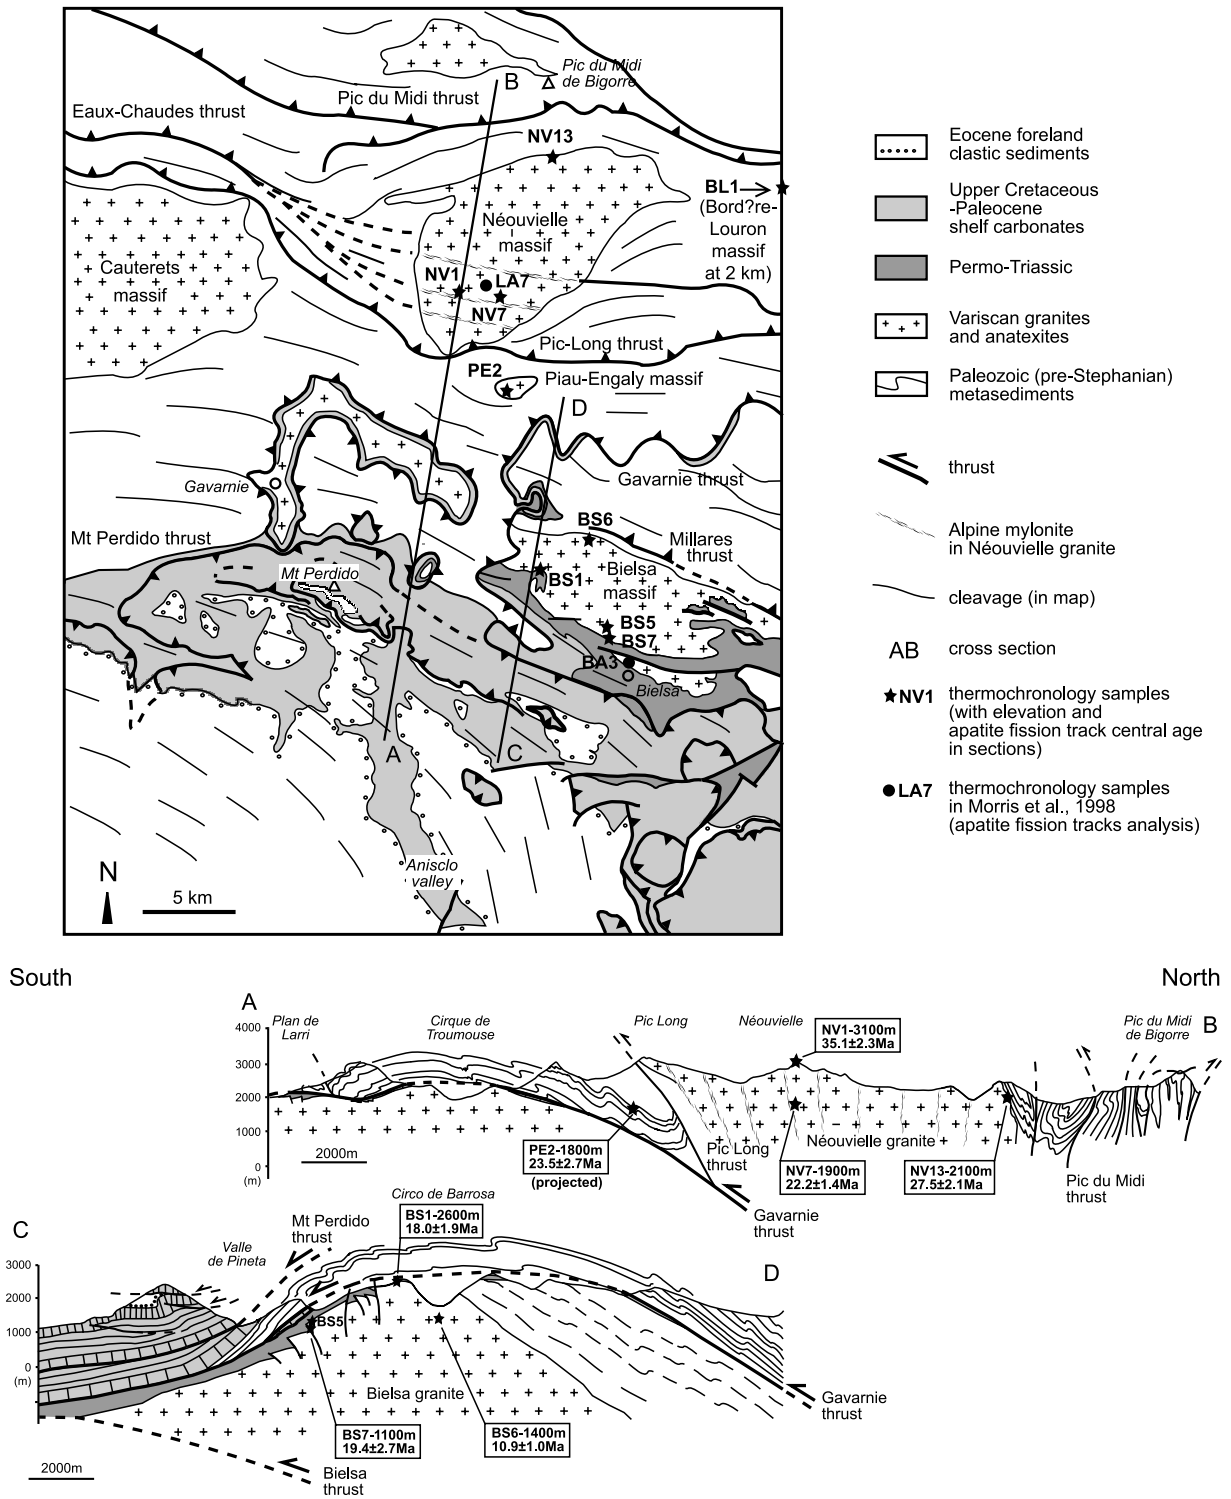 Pic du Midi
de Bigorre
B
Pic du Midi thrust
Eaux-Chaudes thrust
NV13
BL1
(Bord?re-
Louron
massif
at 2 km)
Néouvielle
massif
Cauterets
massif
NV1
LA7
NV7
Pic-Long thrust
PE2
Piau-Engaly massif
D
Gavarnie
Gavarnie thrust
BS6
Mt Perdido thrust
Millares
thrust
Mt Perdido
Bielsa
massif
BS1
BS5
BS7
BA3
Bielsa
A
C
Anisclo
valley
N
5 km
Eocene foreland
clastic sediments
Upper Cretaceous
-Paleocene
shelf carbonates
Permo-Triassic
Variscan granites
and anatexites
Paleozoic (pre-Stephanian)
metasediments
thrust
Alpine mylonite
in Néouvielle granite
cleavage (in map)
AB cross section
NV1 thermochronology samples
(with elevation and
apatite fission track central age
in sections)
LA7 thermochronology samples
in Morris et al., 1998
(apatite fission tracks analysis)
South
North
A
B
Plan de
Larri
Cirque de
Troumouse
Pic Long
Néouvielle
NV1-3100m
35.1±2.3Ma
Pic du Midi
de Bigorre
4000
3000
2000
1000
0
(m)
2000m
PE2-1800m
23.5±2.7Ma
(projected)
Pic Long
thrust
Néouvielle granite
NV7-1900m
22.2±1.4Ma
NV13-2100m
27.5±2.1Ma
Pic du Midi
thrust
Gavarnie
thrust
C
D
Valle
de Pineta
Mt Perdido
thrust
Circo de Barrosa
BS1-2600m
18.0±1.9Ma
3000
2000
1000
0
(m)
BS5
Bielsa granite
BS7-1100m
19.4±2.7Ma
BS6-1400m
10.9±1.0Ma
Gavarnie
thrust
Bielsa
thrust
2000m